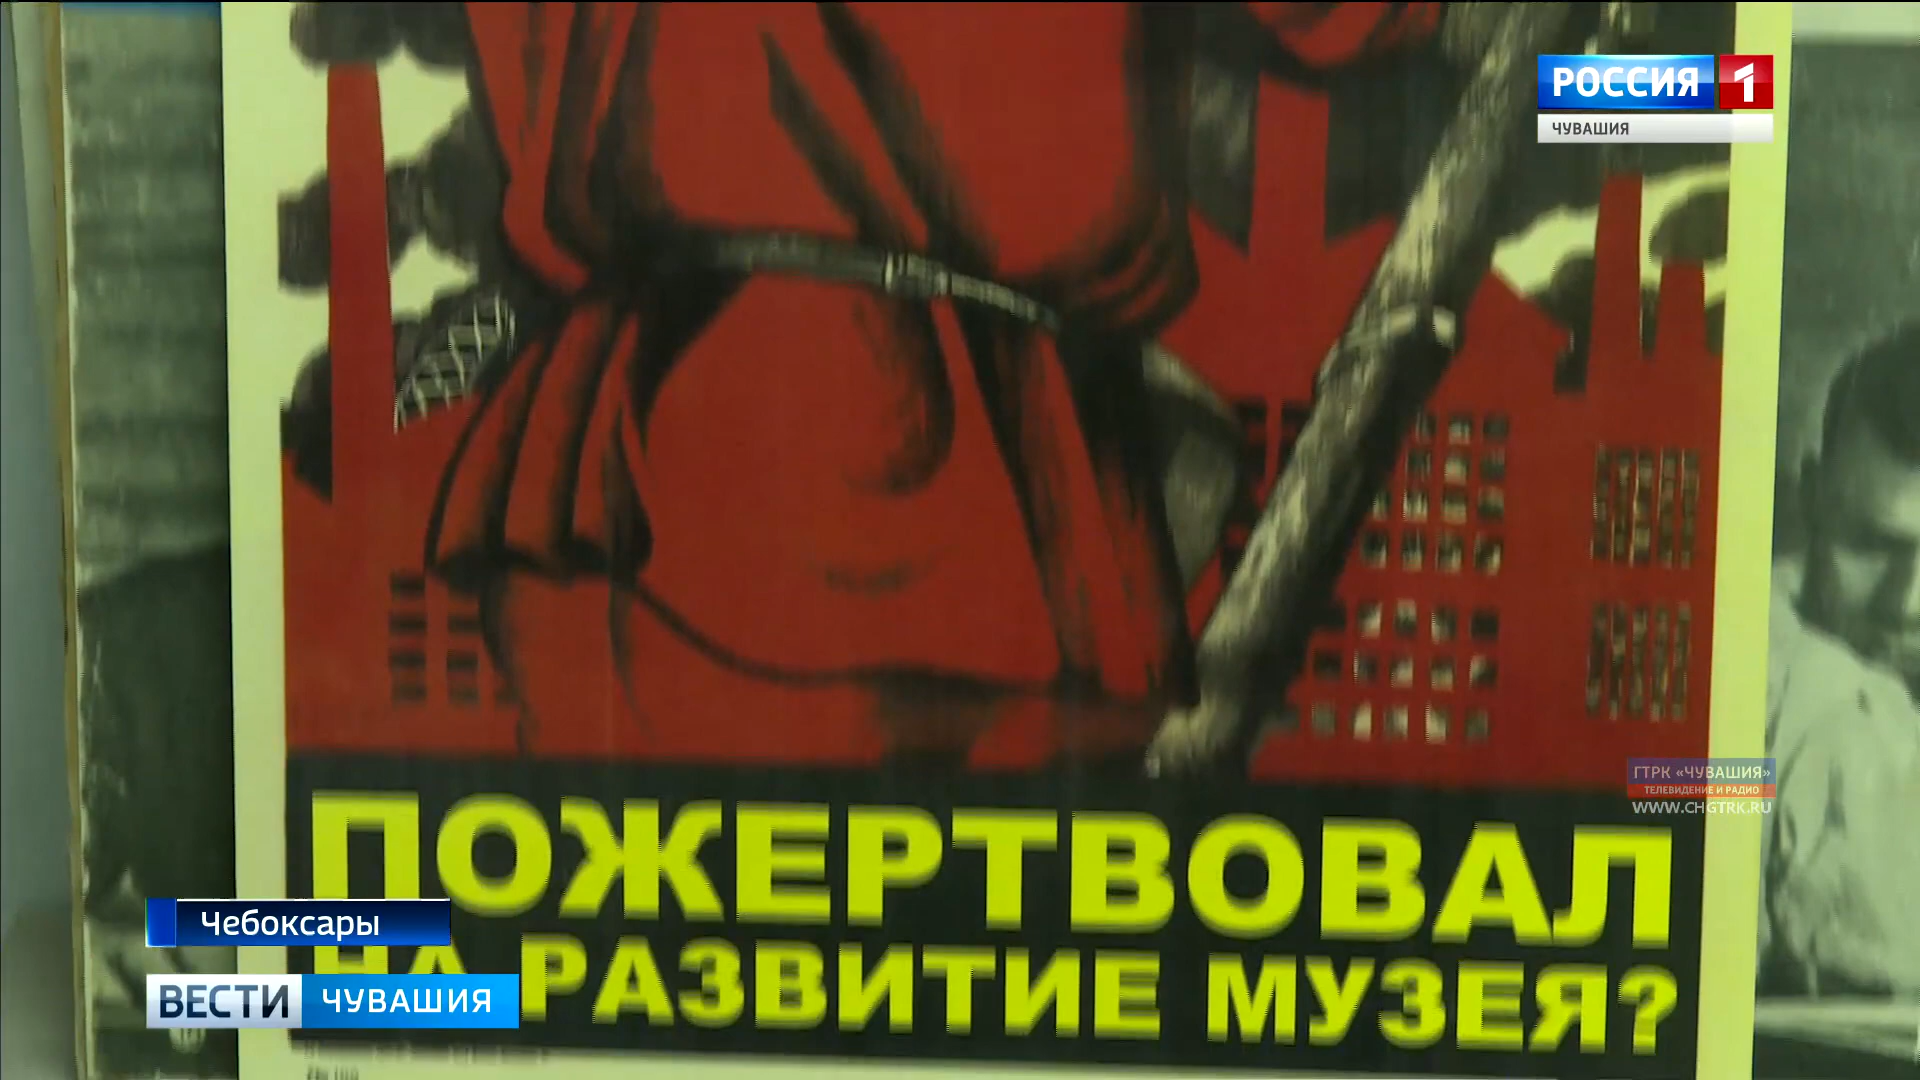 РОССИЯ 1
ЧУВАШИЯ
ГТРК «ЧУВАШИЯ»
ТЕЛЕВИДЕНИЕ И РАДИО
WWW.CHGTRK.RU
ПОЖЕРТВОВАЛ
НА РАЗВИТИЕ МУЗЕЯ?
Чебоксары
ВЕСТИ ЧУВАШИЯ